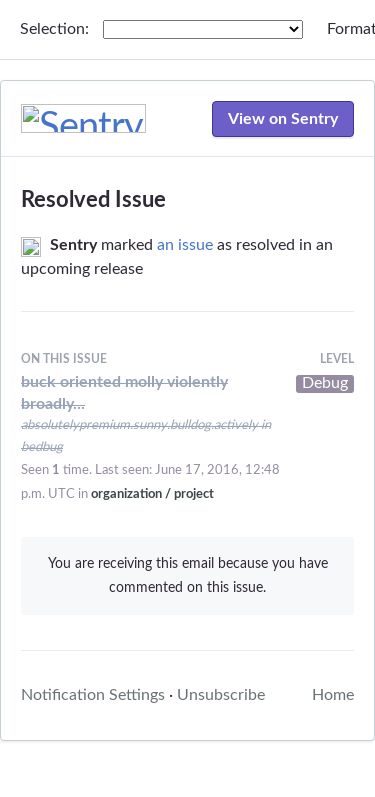 Selection:
Format
Sentry
View on Sentry
Resolved Issue
Sentry marked an issue as resolved in an
upcoming release
ON THIS ISSUE
LEVEL
buck oriented molly violently
broadly...
Debug
absolutelypremium.sunny.bulldog.actively in
bedbug
Seen 1 time. Last seen: June 17, 2016, 12:48
p.m. UTC in organization / project
You are receiving this email because you have
commented on this issue.
Notification Settings · Unsubscribe
Home